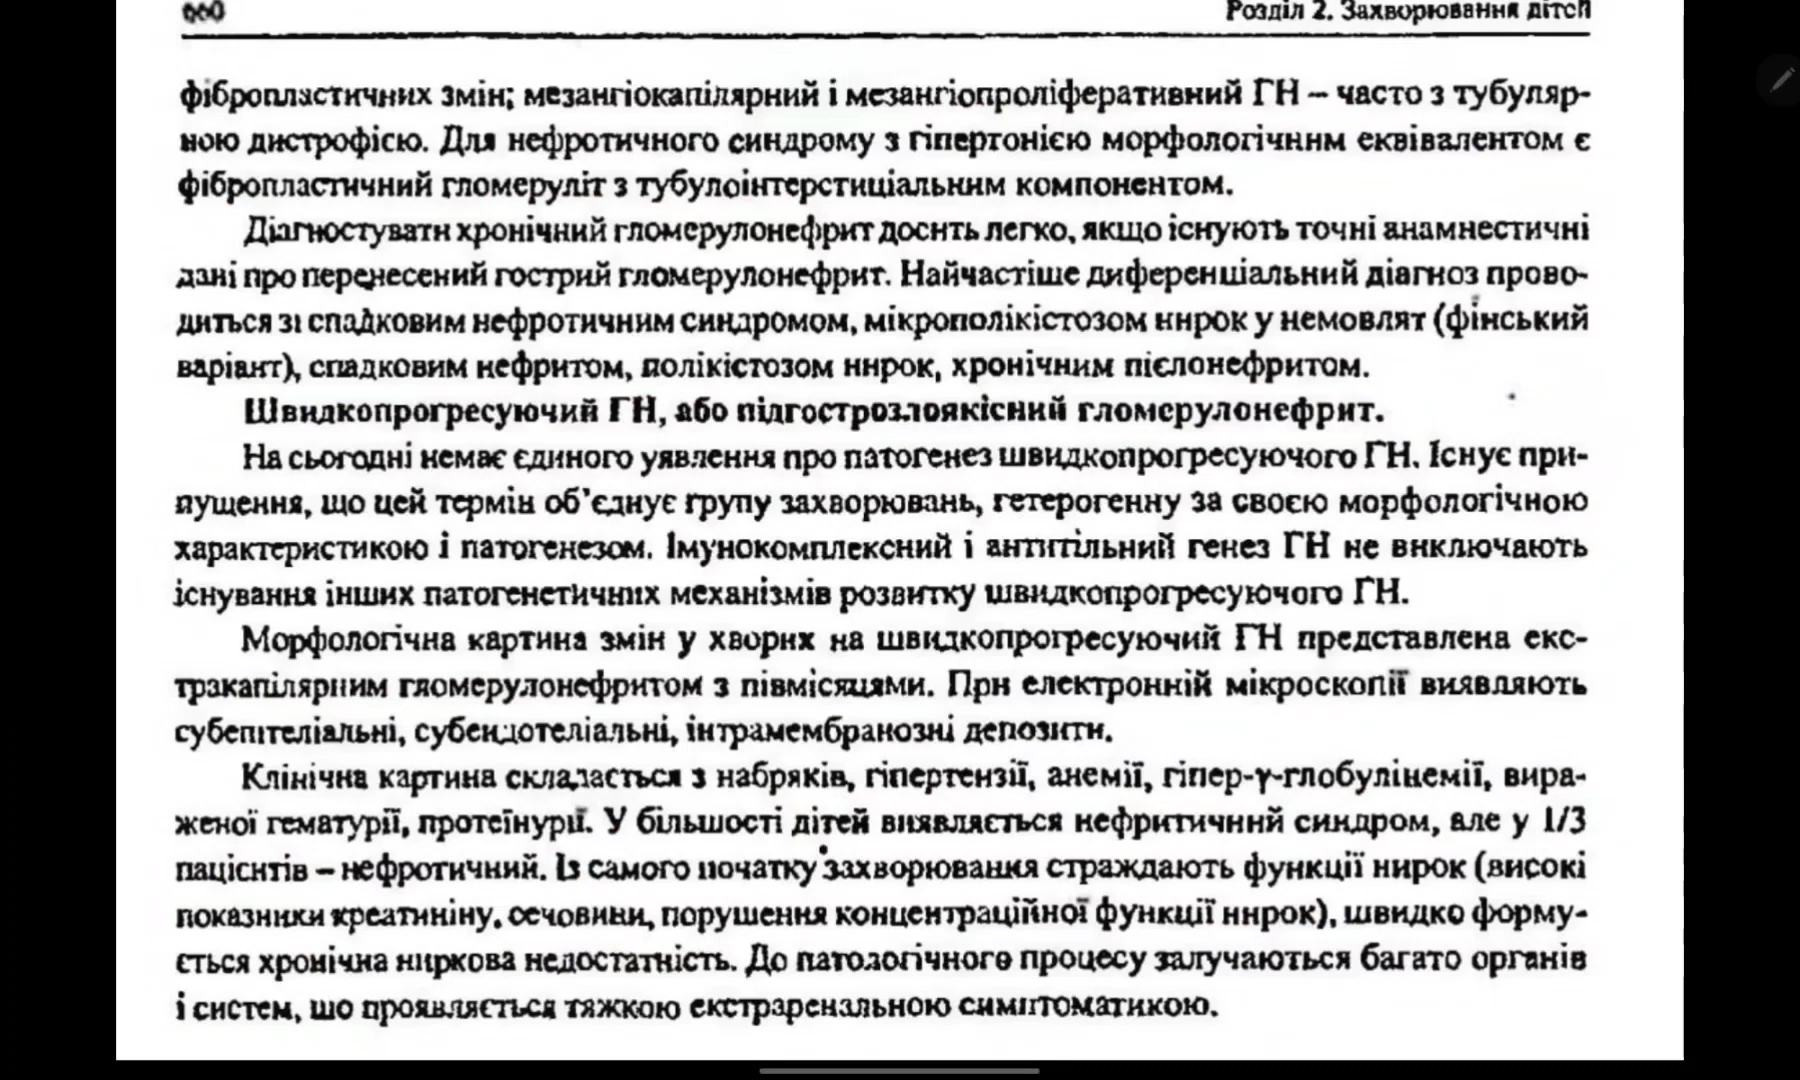 660
Розділ 2. Захворювання дітей
фібропластичних змін; мезангіокапілярний і мезангіопроліферативний ГН – часто з тубуляр-
ною дистрофією. Для нефротичного синдрому з гіпертонією морфологічним еквівалентом є
фібропластичний гломеруліт з тубулоінтерстиціальним компонентом.
Діагностувати хронічний гломерулонефрит досить легко, якщо існують точні анамнестичні
дані про перенесений гострий гломерулонефрит. Найчастіше диференціальний діагноз прово-
диться зі спадковим нефротичним синдромом, мікрополікістозом нирок у немовлят (фінський
варіант), спадковим нефритом, полікістозом нирок, хронічним пієлонефритом.
Швидкопрогресуючий ГН, або підгострозлоякісний гломерулонефрит.
На сьогодні немає єдиного уявлення про патогенез швидкопрогресуючого ГН. Існує при-
пущення, що цей термін об’єднує групу захворювань, гетерогенну за своєю морфологічною
характеристикою і патогенезом. Імунокомплексний і антитільний генез ГН не виключають
існування інших патогенетичних механізмів розвитку швидкопрогресуючого ГН.
Морфологічна картина змін у хворих на швидкопрогресуючий ГН представлена екс-
тракапілярним гломерулонефритом з півмісяцями. При електронній мікроскопії виявляють
субепітеліальні, субендотеліальні, інтрамембранозні депозити.
Клінічна картина складається з набряків, гіпертензії, анемії, гіпер-γ-глобулінемії, вира-
женої гематурії, протеїнурії. У більшості дітей виявляється нефритичний синдром, але у 1/3
пацієнтів – нефротичний. Із самого початку захворювання страждають функції нирок (високі
показники креатиніну, сечовини, порушення концентраційної функції нирок), швидко форму-
ється хронічна ниркова недостатність. До патологічного процесу залучаються багато органів
і систем, що проявляється тяжкою екстраренальною симптоматикою.